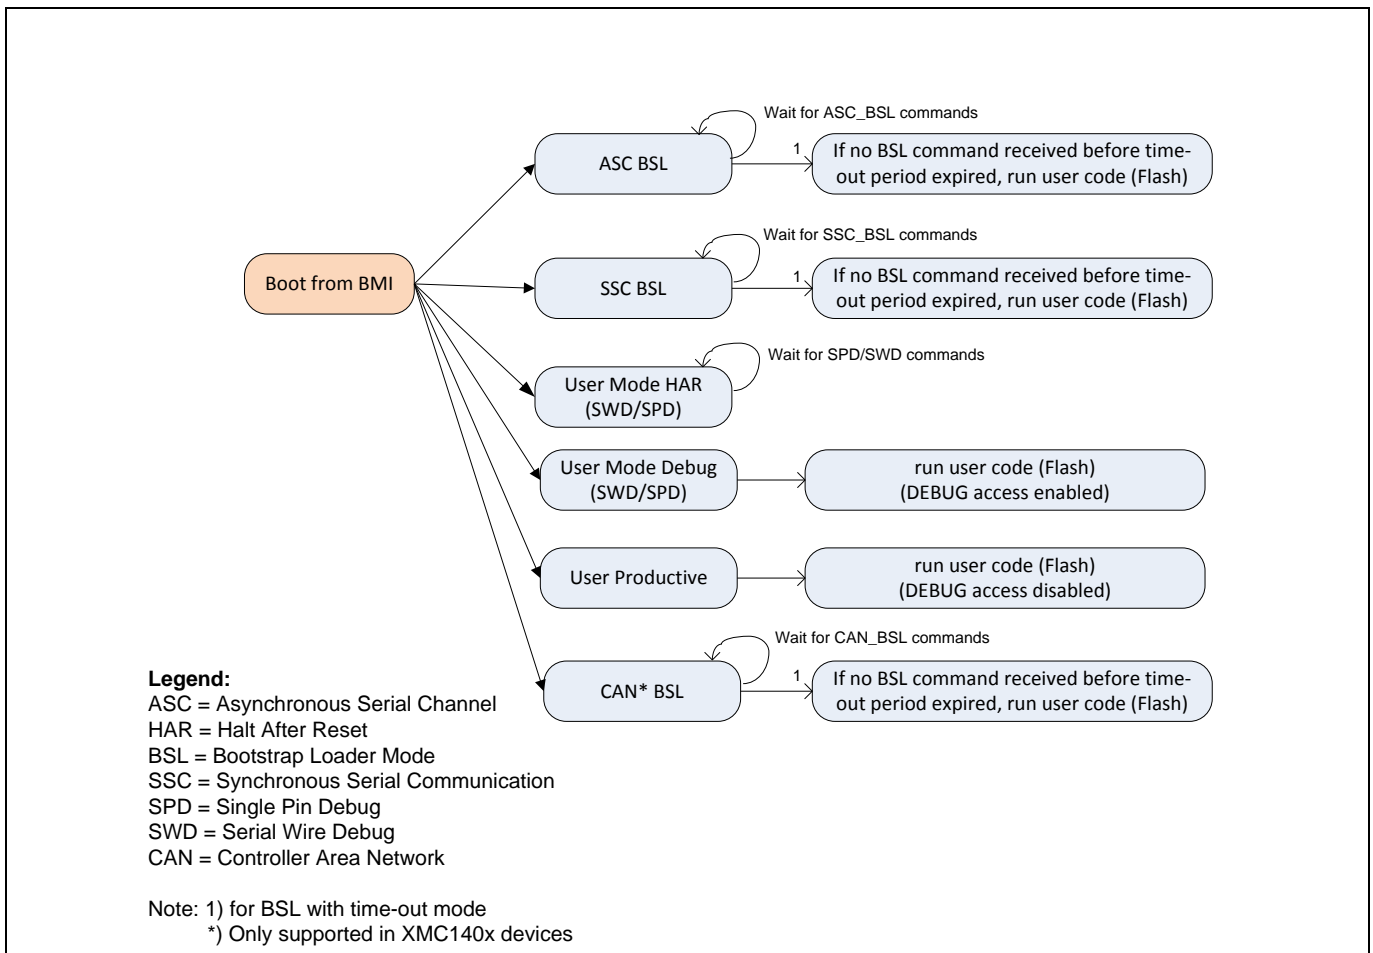 Wait for ASC_BSL commands
ASC BSL
1
If no BSL command received before time-
out period expired, run user code (Flash)
Wait for SSC_BSL commands
Boot from BMI
SSC BSL
1
If no BSL command received before time-
out period expired, run user code (Flash)
Wait for SPD/SWD commands
User Mode HAR
(SWD/SPD)
User Mode Debug
(SWD/SPD)
run user code (Flash)
(DEBUG access enabled)
User Productive
run user code (Flash)
(DEBUG access disabled)
Wait for CAN_BSL commands
CAN* BSL
1
If no BSL command received before time-
out period expired, run user code (Flash)
Legend:
ASC = Asynchronous Serial Channel
HAR = Halt After Reset
BSL = Bootstrap Loader Mode
SSC = Synchronous Serial Communication
SPD = Single Pin Debug
SWD = Serial Wire Debug
CAN = Controller Area Network
Note: 1) for BSL with time-out mode
*) Only supported in XMC140x devices